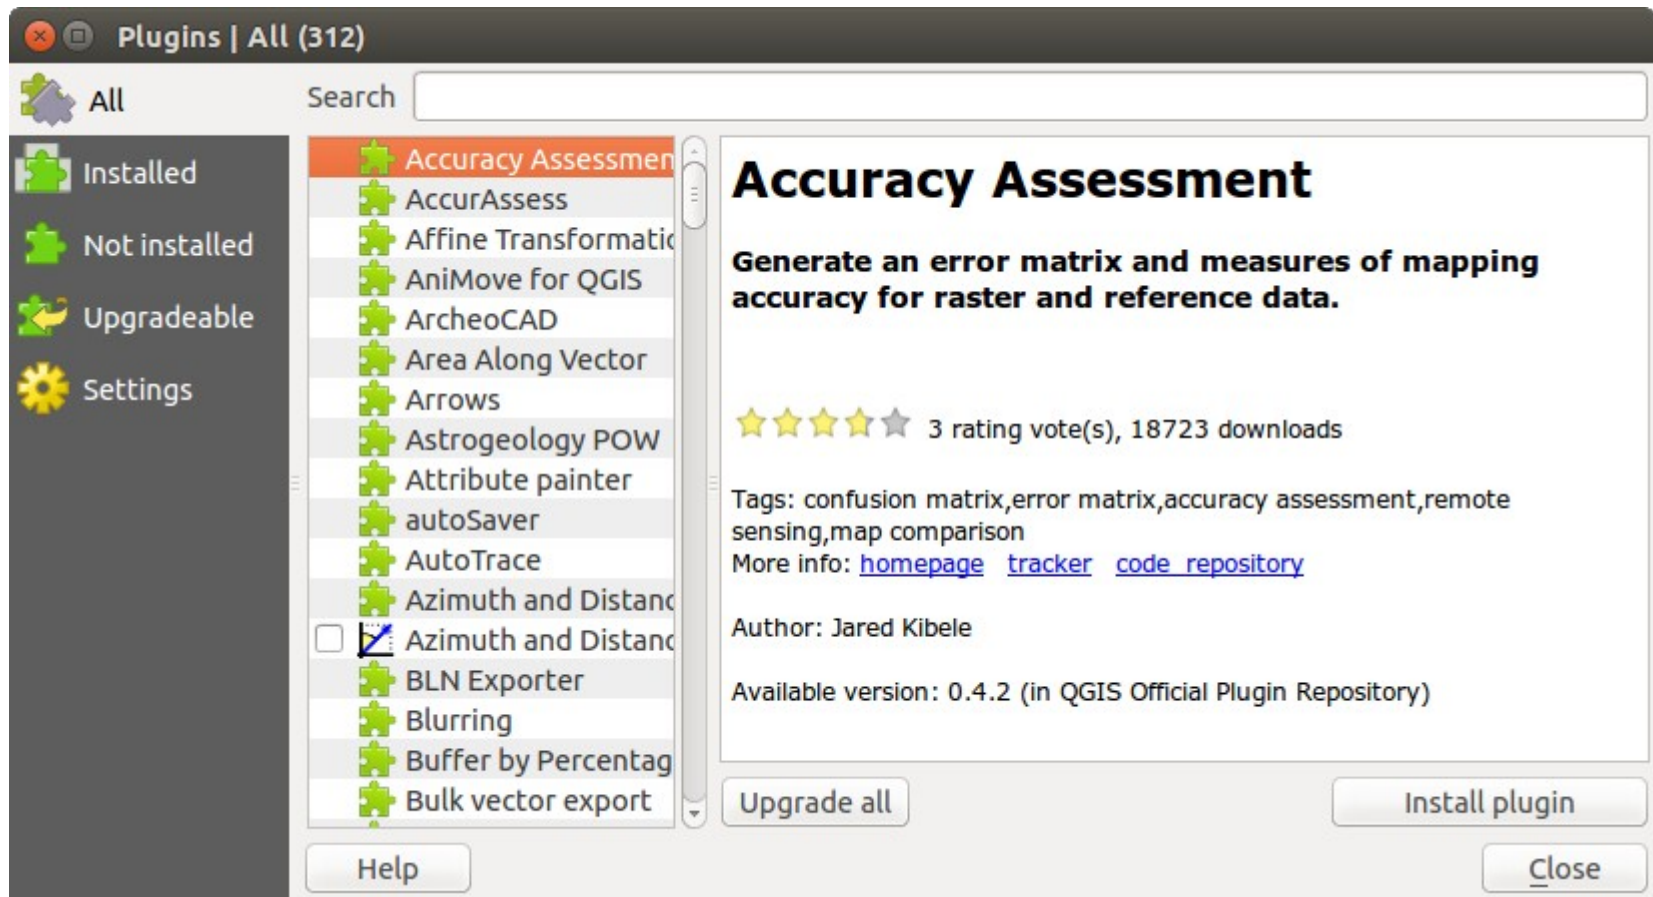 Plugins | All (312)
All
Installed
Not installed
Upgradeable
Settings
Search
Accuracy Assessmen
AccurAssess
Affine Transformatic
AniMove for QGIS
ArcheoCAD
Area Along Vector
Arrows
Astrogeology POW
Attribute painter
autoSaver
AutoTrace
Azimuth and Distanc
Azimuth and Distanc
BLN Exporter
Blurring
Buffer by Percentag
Bulk vector export
Accuracy Assessment
Generate an error matrix and measures of mapping
accuracy for raster and reference data.
3 rating vote(s), 18723 downloads
Tags: confusion matrix,error matrix,accuracy assessment,remote
sensing,map comparison
More info: homepage tracker code repository
Author: Jared Kibele
Available version: 0.4.2 (in QGIS Official Plugin Repository)
Upgrade all
Install plugin
Help
Close